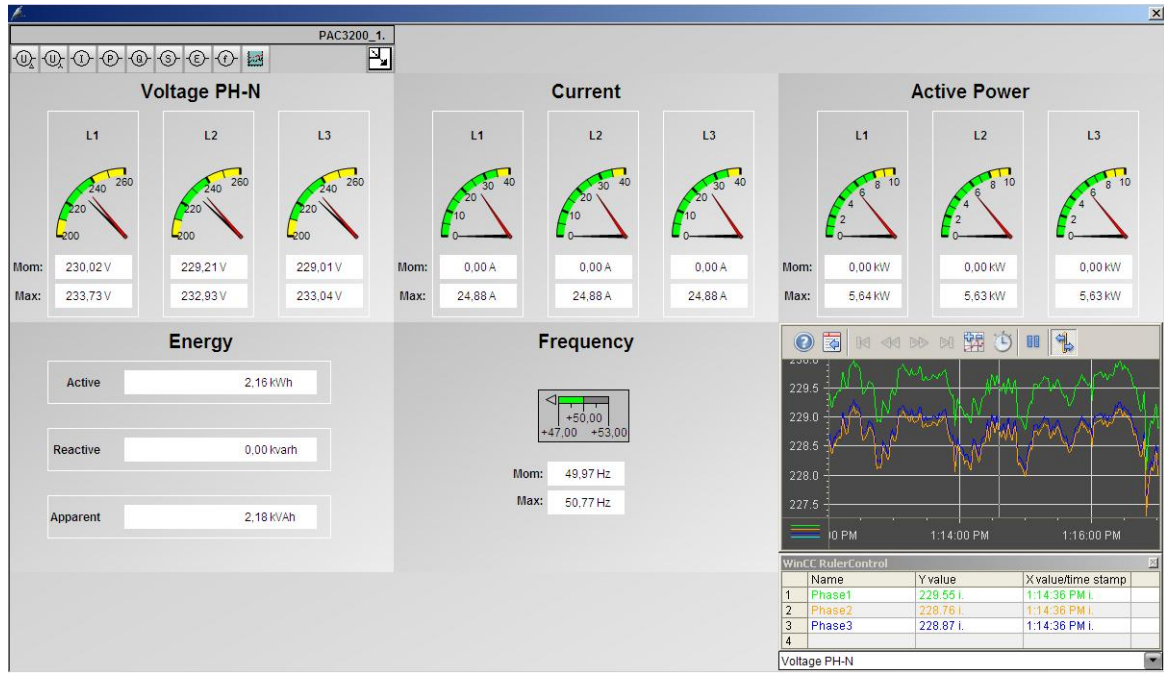 PAC3200_1.
U U I P Q S E f
Voltage PH-N
L1 L2 L3
200 220 240 260 200 220 240 260 200 220 240 260
Mom: 230,02 V 229,21 V 229,01 V
Max: 233,73 V 232,93 V 233,04 V
Current
L1 L2 L3
0 10 20 30 40 0 10 20 30 40 0 10 20 30 40
Mom: 0,00 A 0,00 A 0,00 A
Max: 24,88 A 24,88 A 24,88 A
Active Power
L1 L2 L3
0 2 4 6 8 10 0 2 4 6 8 10 0 2 4 6 8 10
Mom: 0,00 kW 0,00 kW 0,00 kW
Max: 5,64 kW 5,63 kW 5,63 kW
Energy
Active 2,16 kWh
Reactive 0,00 kvarh
Apparent 2,18 kVAh
Frequency
+50,00
+47,00 +53,00
Mom: 49,97 Hz
Max: 50,77 Hz
230.0
229.5
229.0
228.5
228.0
227.5
00 PM 1:14:00 PM 1:16:00 PM
WinCC RulerControl
Name Y value X value/time stamp
1 Phase1 229.55 i. 1:14:36 PM i.
2 Phase2 228.76 i. 1:14:36 PM i.
3 Phase3 228.87 i. 1:14:36 PM i.
4
Voltage PH-N